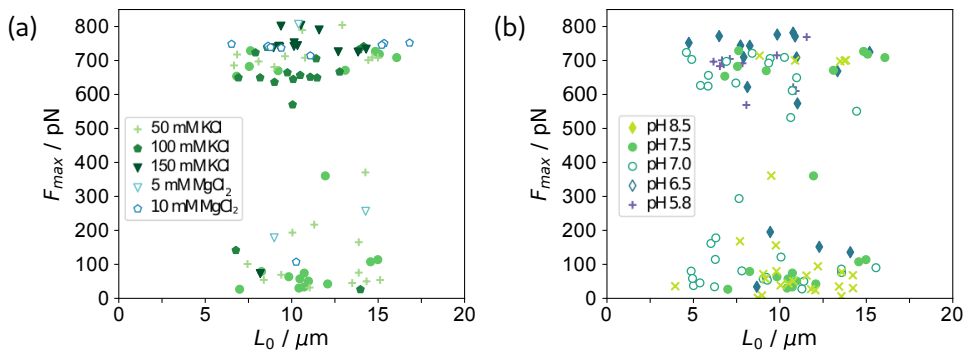 (a)
800
700
600
500
400
300
200
100
0
F_max / pN
50 mM KCl
100 mM KCl
150 mM KCl
5 mM MgCl₂
10 mM MgCl₂
0 5 10 15 20
L₀ / μm
(b)
800
700
600
500
400
300
200
100
0
F_max / pN
pH 8.5
pH 7.5
pH 7.0
pH 6.5
pH 5.8
0 5 10 15 20
L₀ / μm